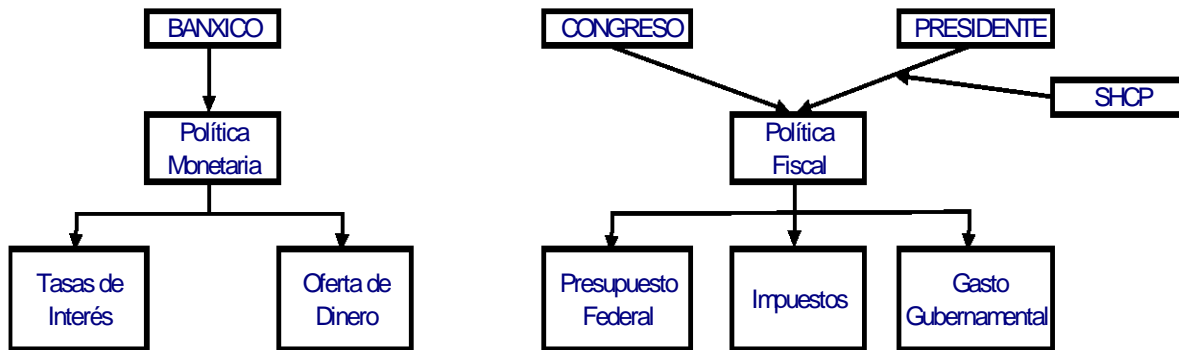 BANXICO
CONGRESO
PRESIDENTE
SHCP
Política
Monetaria
Política
Fiscal
Tasas de
Interés
Oferta de
Dinero
Presupuesto
Federal
Impuestos
Gasto
Gubernamental